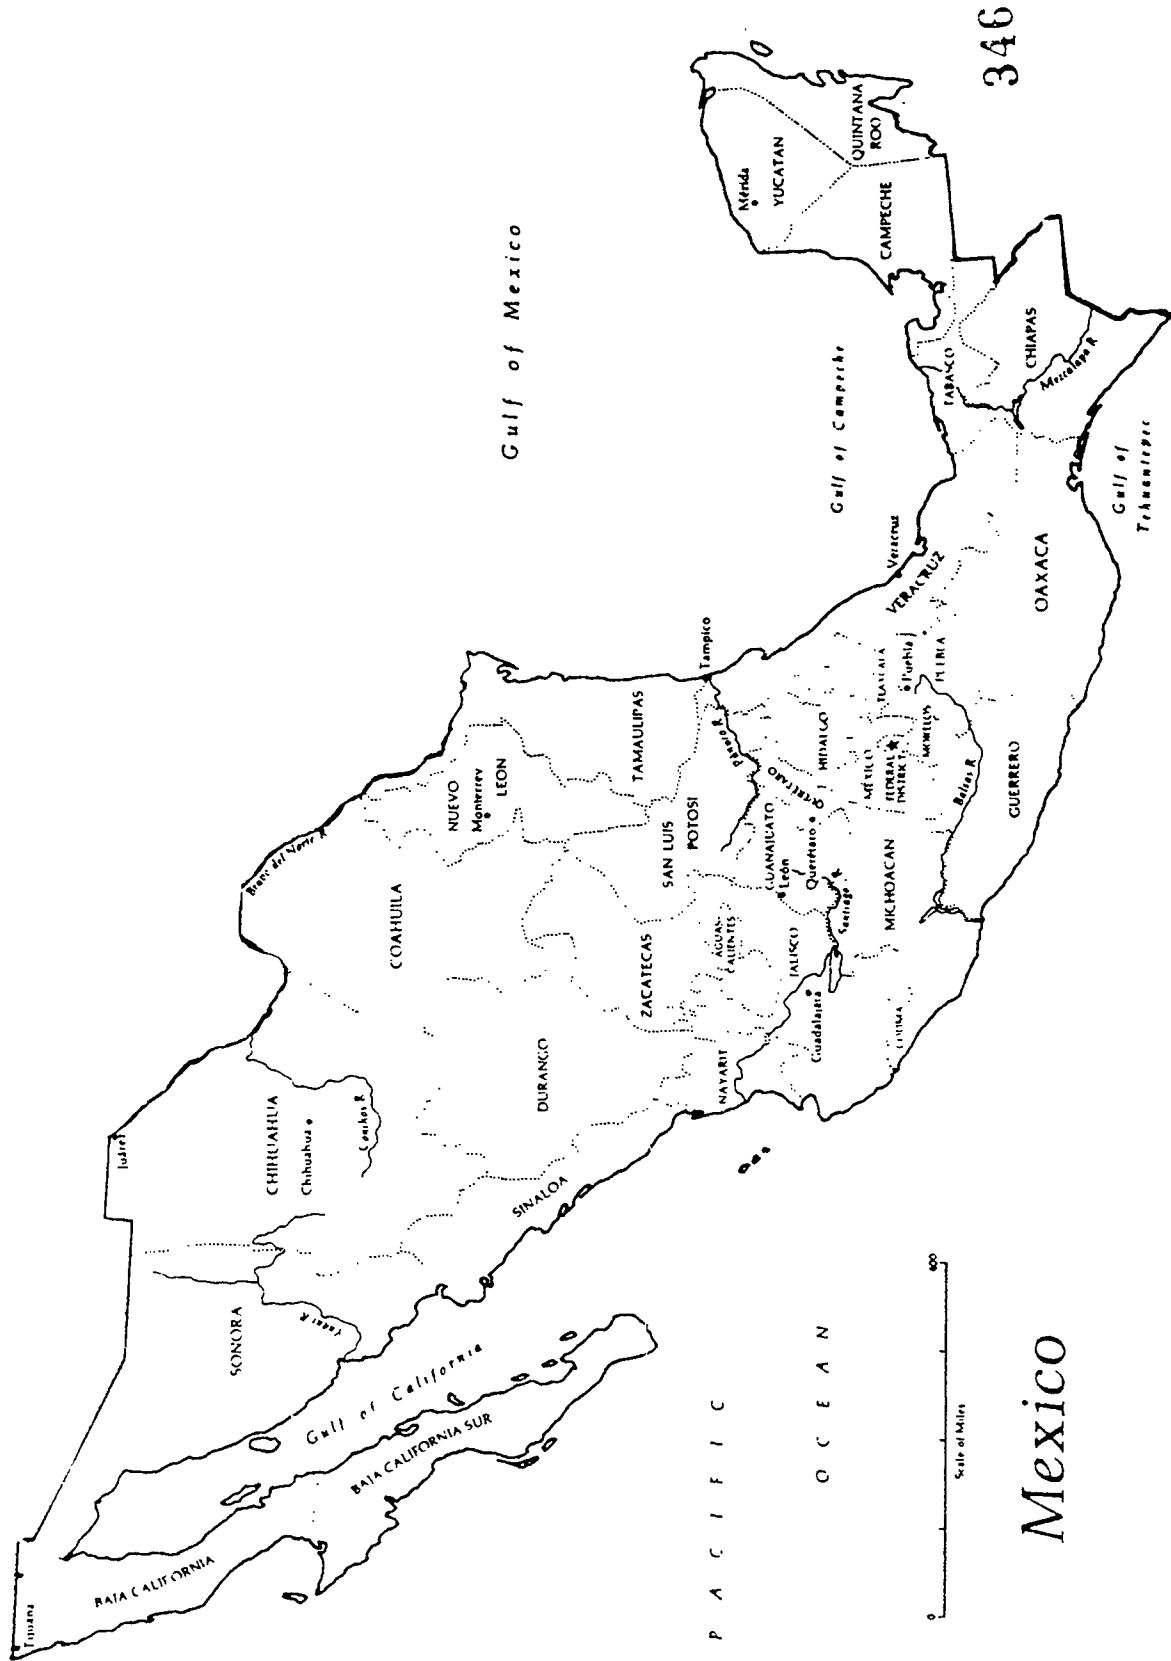 Tijuana
BAJA CALIFORNIA
BAJA CALIFORNIA SUR
Gulf of California
SONORA
Yaqui R
Juárez
CHIHUAHUA
Chihuahua
Conchos R
SINALOA
DURANGO
COAHUILA
Bravo del Norte R
NUEVO
LEON
Monterrey
TAMAULIPAS
ZACATECAS
SAN LUIS
POTOSI
Tampico
Pánuco R
NAYARIT
AGUAS-
CALIENTES
JALISCO
Guadalajara
GUANAJUATO
León
Querétaro
QUERETARO
Santiago R
HIDALGO
COLIMA
MICHOACAN
MÉXICO
FEDERAL
DISTRICT
TLAXCALA
Puebla
PUEBLA
MORELOS
Balsas R
GUERRERO
VERACRUZ
Veracruz
OAXACA
Gulf of Mexico
Gulf of Campeche
Gulf of
Tehuantepec
TABASCO
CHIAPAS
Mezcalapa R
CAMPECHE
Mérida
YUCATAN
QUINTANA
ROO
PACIFIC
OCEAN
0
600
Scale of Miles
Mexico
346